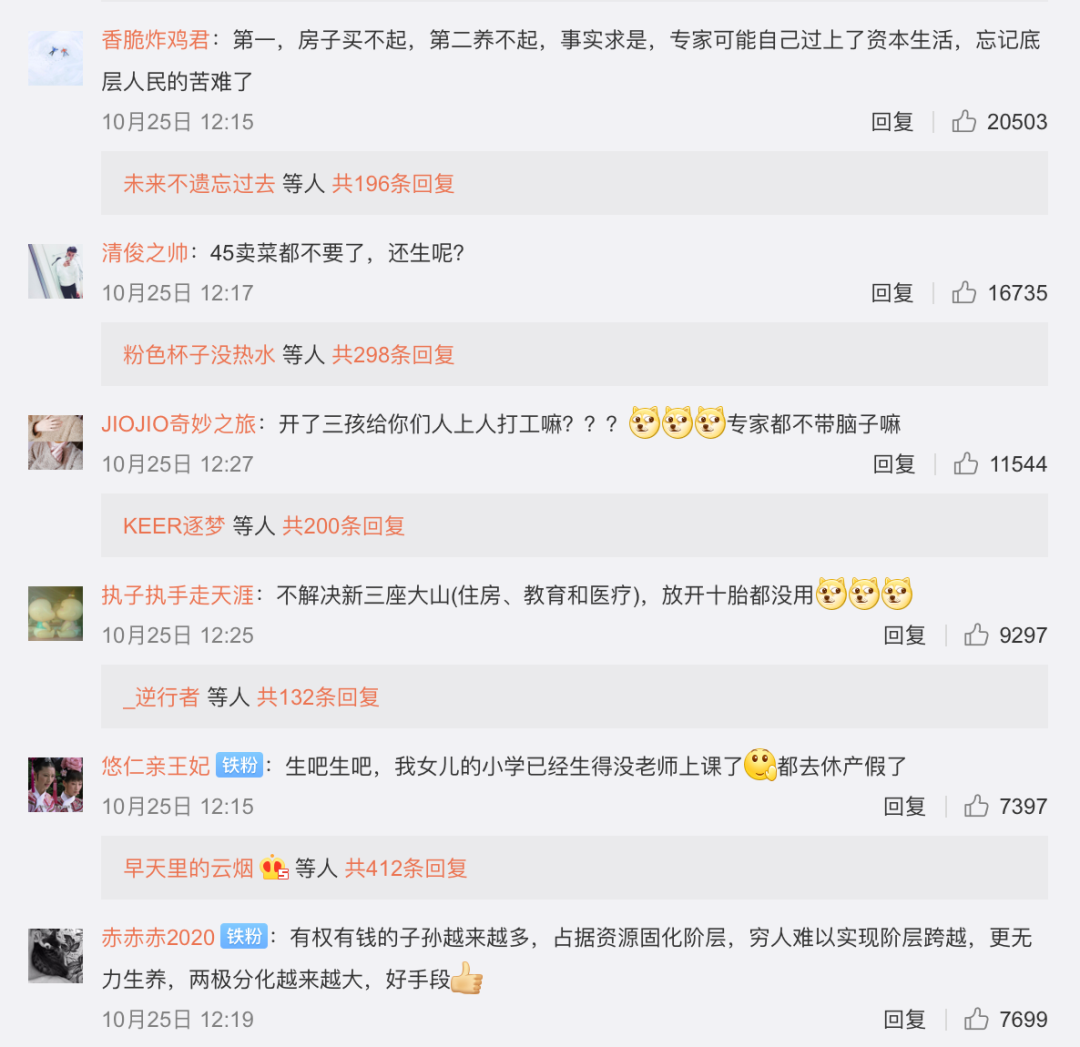 香脆炸鸡君：第一，房子买不起，第二养不起，事实求是，专家可能自己过上了资本生活，忘记底
层人民的苦难了
10月25日 12:15 回复 20503
未来不遗忘过去 等人 共196条回复
清俊之帅：45卖菜都不要了，还生呢?
10月25日 12:17 回复 16735
粉色杯子没热水 等人 共298条回复
JIOJIO奇妙之旅：开了三孩给你们人上人打工嘛？？？专家都不带脑子嘛
10月25日 12:27 回复 11544
KEER逐梦 等人 共200条回复
执子执手走天涯：不解决新三座大山(住房、教育和医疗)，放开十胎都没用
10月25日 12:25 回复 9297
_逆行者 等人 共132条回复
悠仁亲王妃 铁粉：生吧生吧，我女儿的小学已经生得没老师上课了都去休产假了
10月25日 12:15 回复 7397
早天里的云烟 5 等人 共412条回复
赤赤赤2020 铁粉：有权有钱的子孙越来越多，占据资源固化阶层，穷人难以实现阶层跨越，更无
力生养，两极分化越来越大，好手段
10月25日 12:19 回复 7699